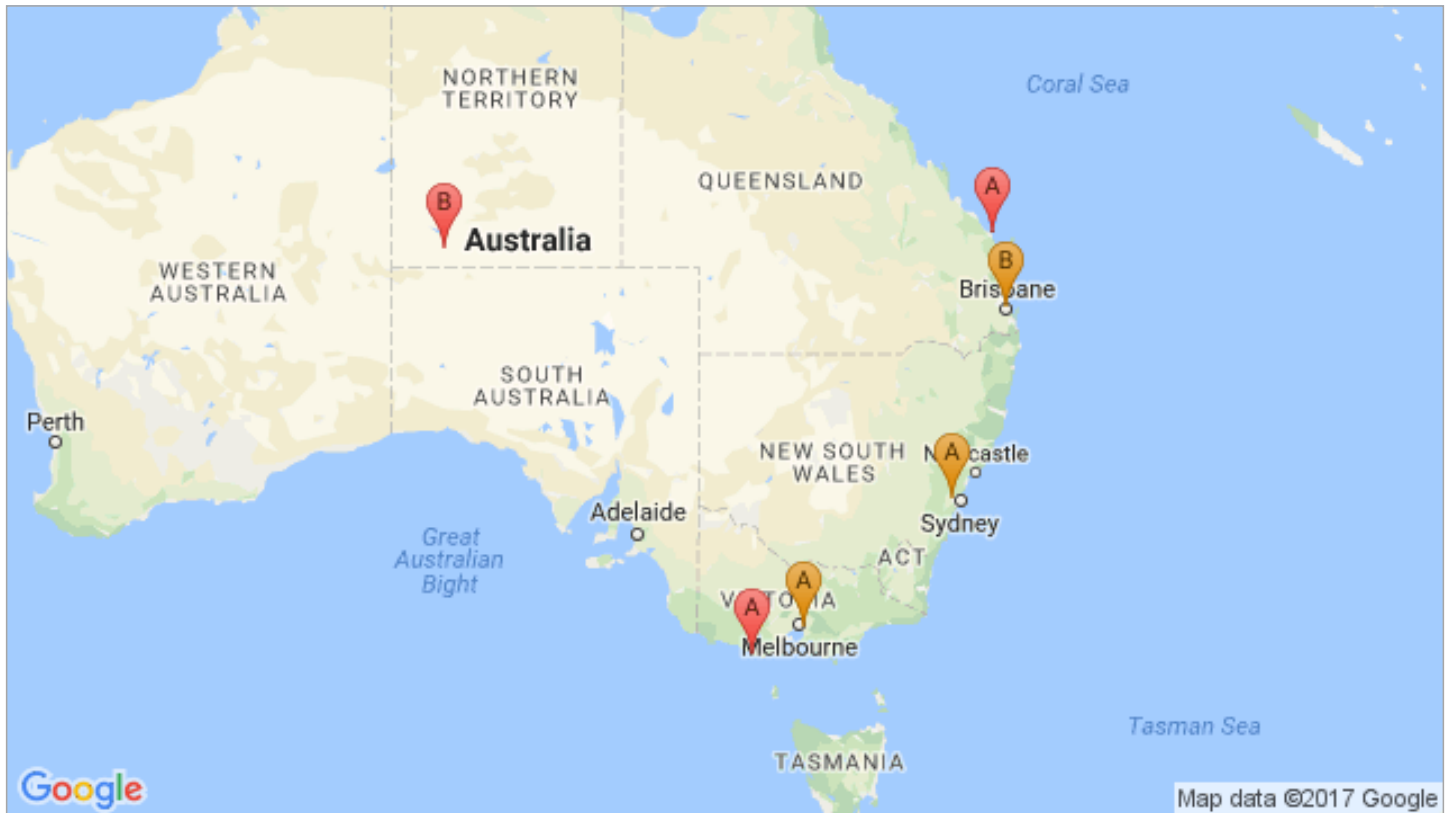 NORTHERN
TERRITORY
Coral Sea
QUEENSLAND
A
B
Australia
B
WESTERN
AUSTRALIA
Brisbane
SOUTH
AUSTRALIA
Perth
NEW SOUTH
WALES
A
Newcastle
Adelaide
Sydney
Great
Australian
Bight
ACT
A
VICTORIA
A
Melbourne
Tasman Sea
TASMANIA
Google
Map data ©2017 Google